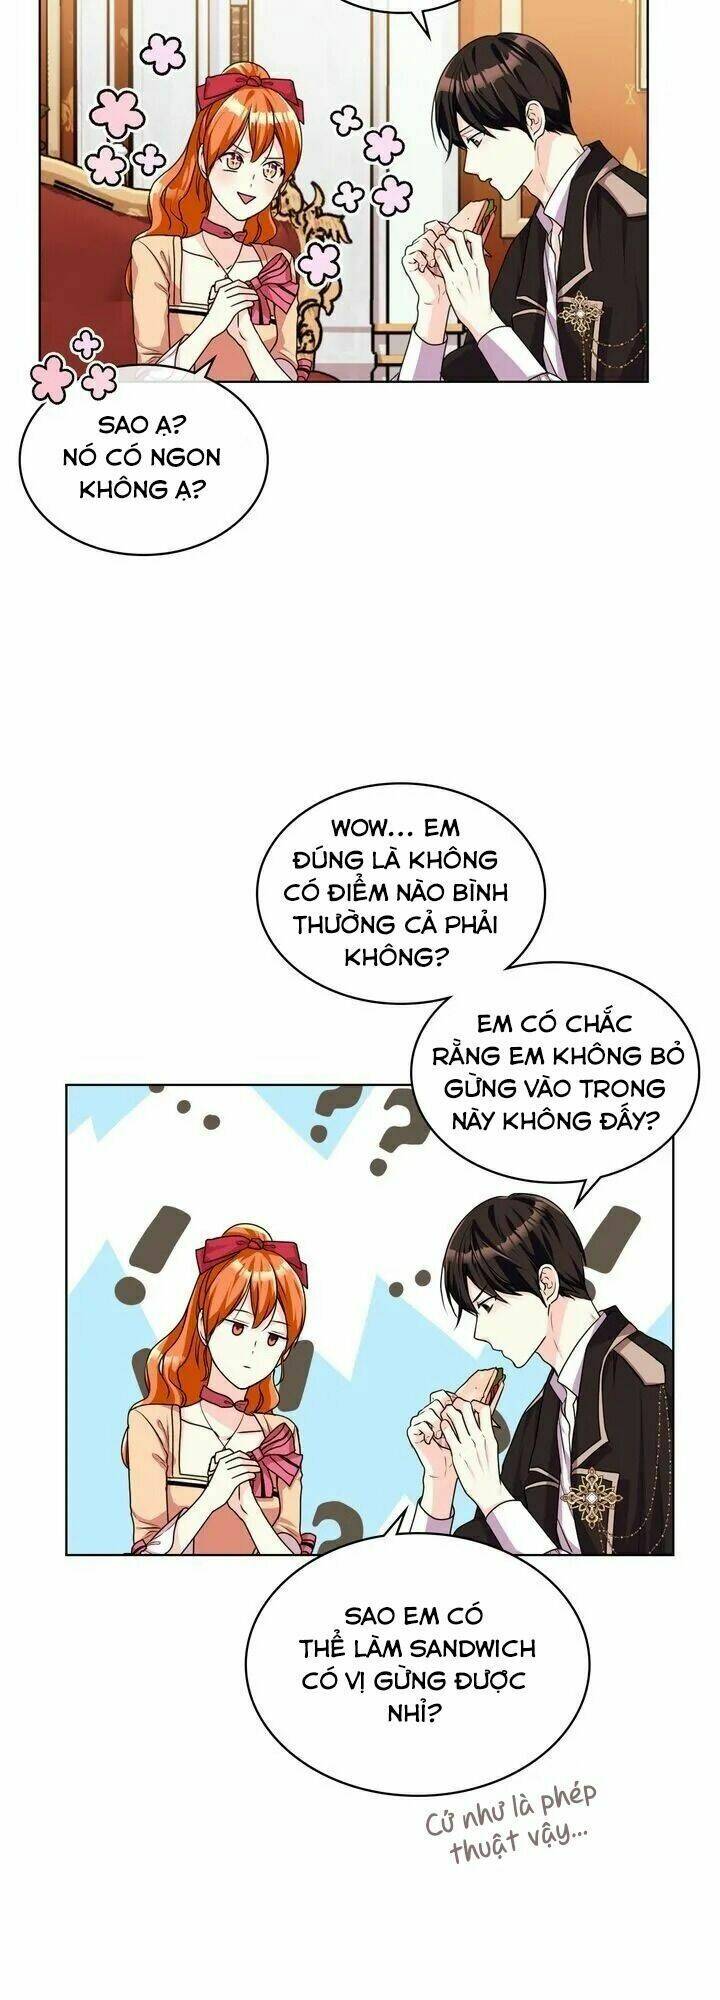 SAO Ạ?
NÓ CÓ NGON
KHÔNG Ạ?
WOW... EM
ĐÚNG LÀ KHÔNG
CÓ ĐIỂM NÀO BÌNH
THƯỜNG CẢ PHẢI
KHÔNG?
EM CÓ CHẮC
RẰNG EM KHÔNG BỎ
GỪNG VÀO TRONG
NÀY KHÔNG ĐẤY?
SAO EM CÓ
THỂ LÀM SANDWICH
CÓ VỊ GỪNG ĐƯỢC
NHỈ?
Cứ như là phép
thuật vậy...